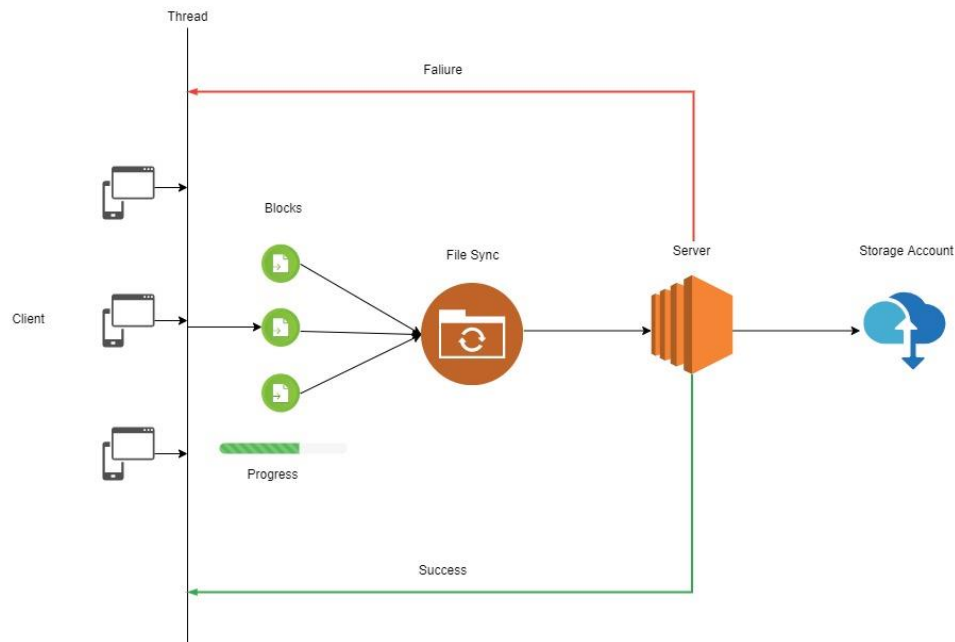 Thread
Faliure
Blocks
File Sync
Server
Storage Account
Client
Progress
Success